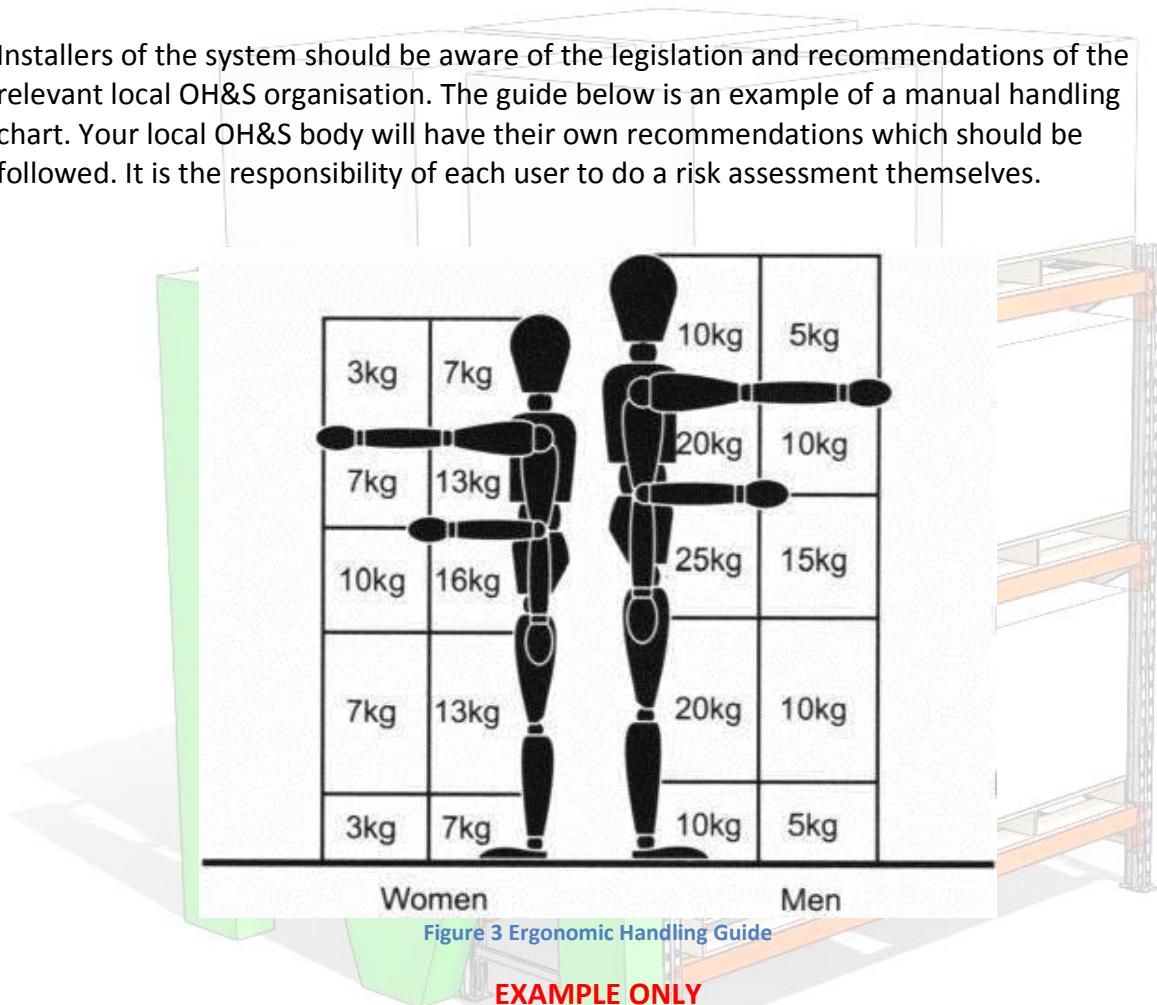 Installers of the system should be aware of the legislation and recommendations of the
relevant local OH&S organisation. The guide below is an example of a manual handling
chart. Your local OH&S body will have their own recommendations which should be
followed. It is the responsibility of each user to do a risk assessment themselves.
3kg 7kg
7kg 13kg
10kg 16kg
7kg 13kg
3kg 7kg
Women
10kg 5kg
20kg 10kg
25kg 15kg
20kg 10kg
10kg 5kg
Men
Figure 3 Ergonomic Handling Guide
EXAMPLE ONLY